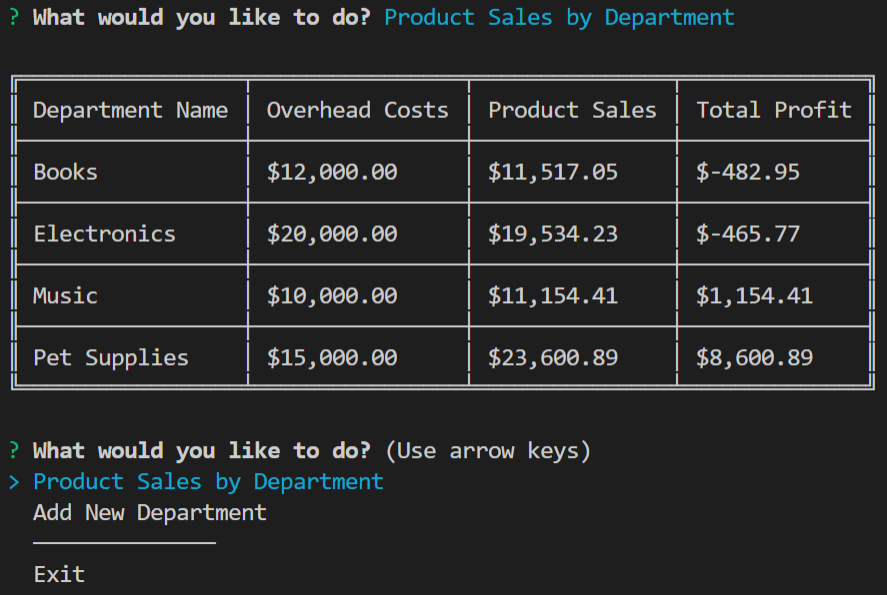 ? What would you like to do? Product Sales by Department
Department Name Overhead Costs Product Sales Total Profit
Books $12,000.00 $11,517.05 $-482.95
Electronics $20,000.00 $19,534.23 $-465.77
Music $10,000.00 $11,154.41 $1,154.41
Pet Supplies $15,000.00 $23,600.89 $8,600.89
? What would you like to do? (Use arrow keys)
> Product Sales by Department
Add New Department
Exit